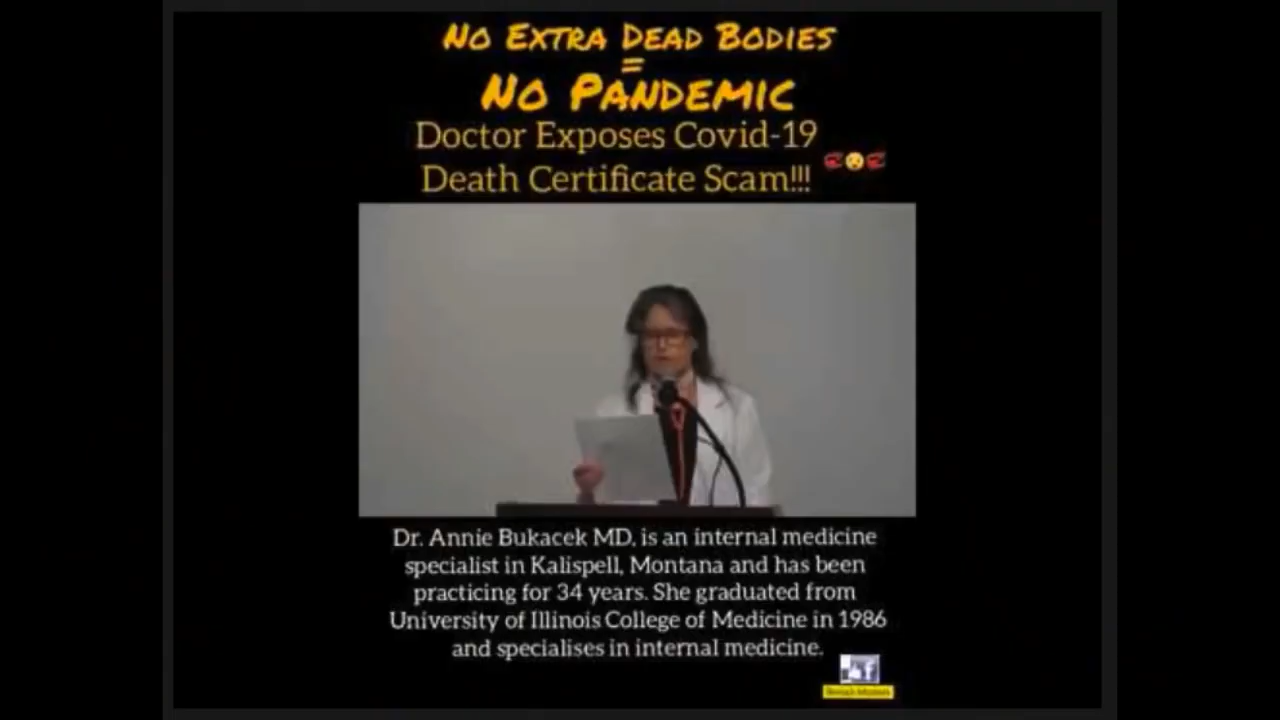 No Extra Dead Bodies
=
No Pandemic
Doctor Exposes Covid-19
Death Certificate Scam!!!
Dr. Annie Bukacek MD, is an internal medicine
specialist in Kalispell, Montana and has been
practicing for 34 years. She graduated from
University of Illinois College of Medicine in 1986
and specialises in internal medicine.